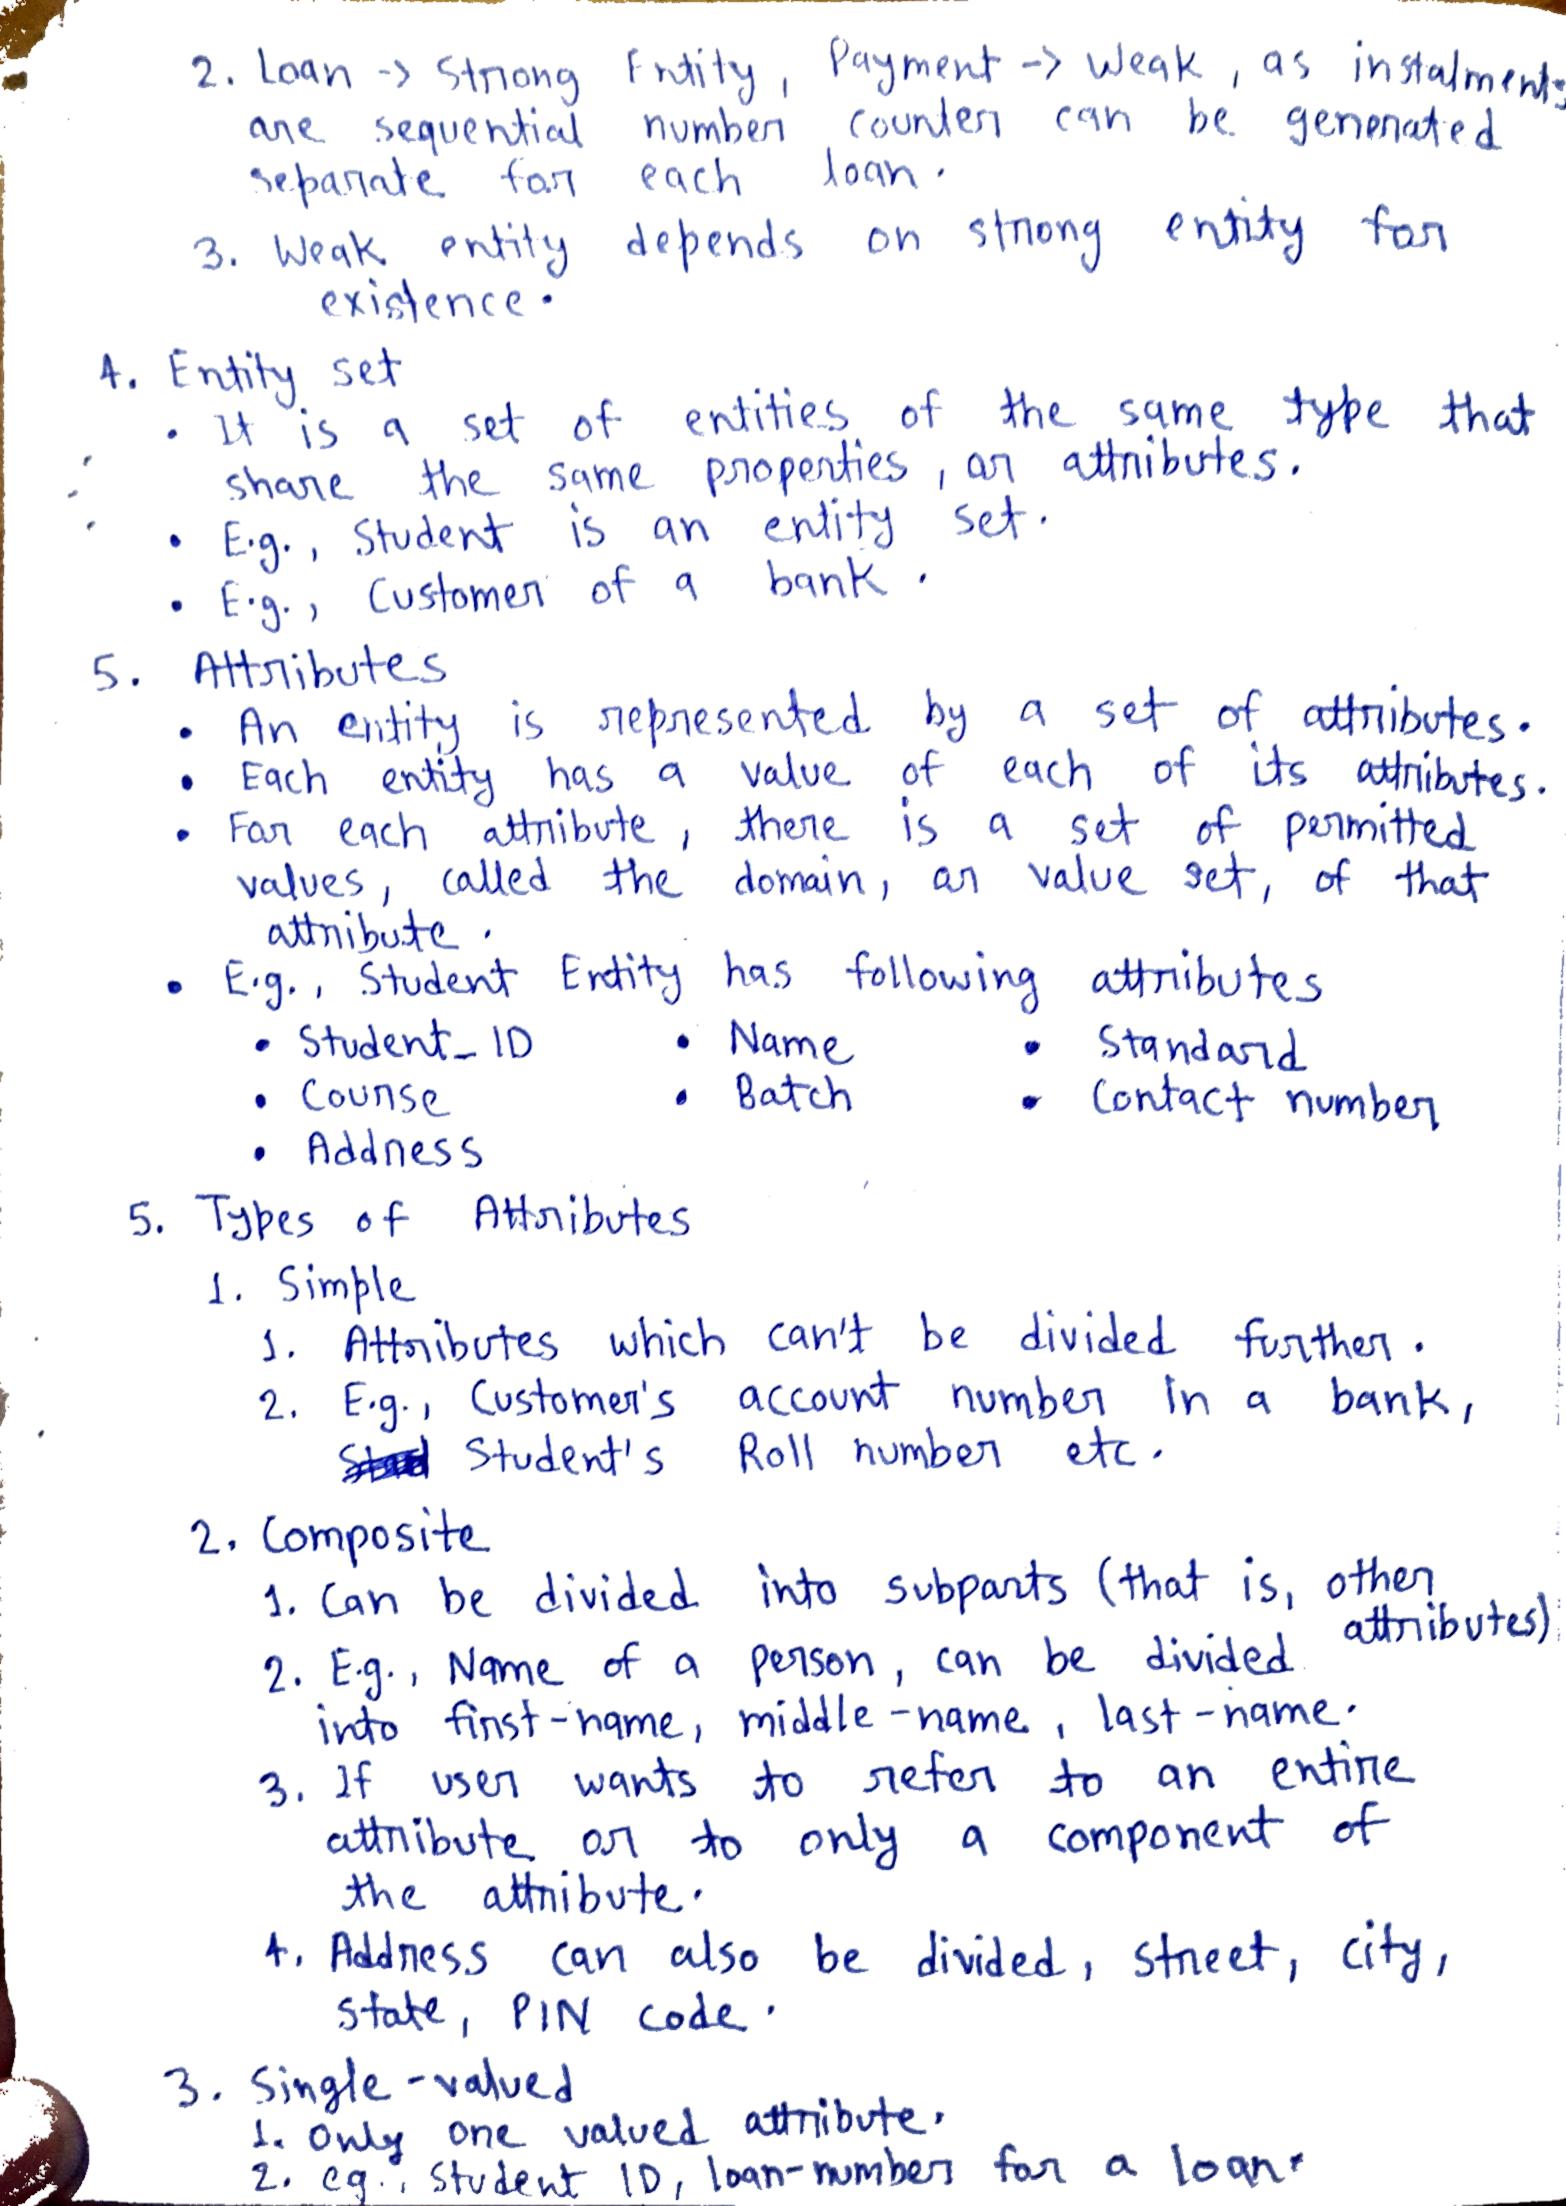 2. Loan -> Strong Entity, Payment -> Weak, as instalments
are sequential number counter can be generated
separate for each loan.
3. Weak entity depends on strong entity for
existence.
4. Entity set
• It is a set of entities of the same type that
share the same properties, or attributes.
• E.g., Student is an entity set.
• E.g., Customer of a bank.
5. Attributes
• An entity is represented by a set of attributes.
• Each entity has a value of each of its attributes.
• For each attribute, there is a set of permitted
values, called the domain, or value set, of that
attribute.
• E.g., Student Entity has following attributes
• Student_ID • Name • Standard
• Course • Batch • Contact number
• Address
5. Types of Attributes
1. Simple
1. Attributes which can't be divided further.
2. E.g., Customer's account number in a bank,
Student's Roll number etc.
2. Composite
1. Can be divided into subparts (that is, other
attributes)
2. E.g., Name of a person, can be divided
into first-name, middle-name, last-name.
3. If user wants to refer to an entire
attribute or to only a component of
the attribute.
4. Address can also be divided, street, city,
state, PIN code.
3. Single-valued
1. Only one valued attribute.
2. eg., Student ID, loan-number for a loan.